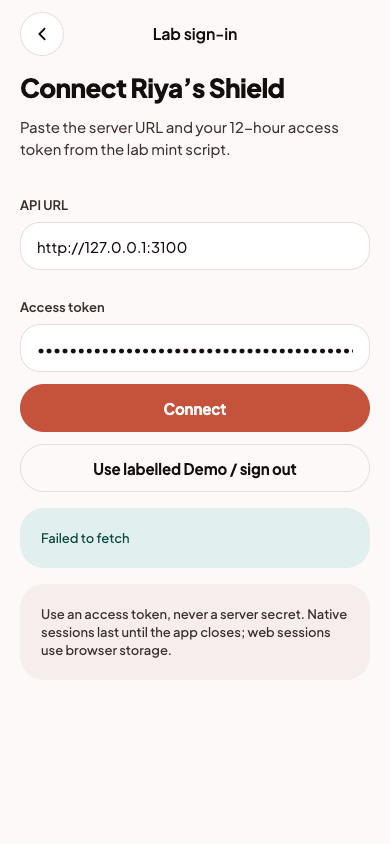 Lab sign-in
Connect Riya’s Shield
Paste the server URL and your 12-hour access
token from the lab mint script.
API URL
http://127.0.0.1:3100
Access token
Connect
Use labelled Demo / sign out
Failed to fetch
Use an access token, never a server secret. Native
sessions last until the app closes; web sessions
use browser storage.